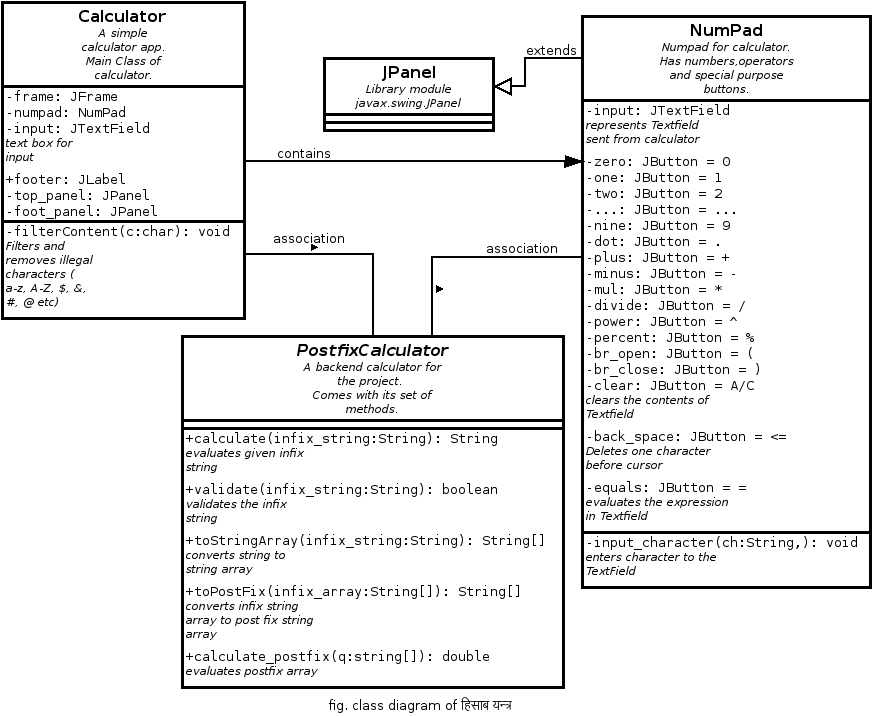 Calculator
A simple
calculator app.
Main Class of
calculator.
-frame: JFrame
-numpad: NumPad
-input: JTextField
text box for
input
+footer: JLabel
-top_panel: JPanel
-foot_panel: JPanel
-filterContent(c:char): void
Filters and
removes illegal
characters (
a-z, A-Z, $, &,
#, @ etc)
JPanel
Library module
javax.swing.JPanel
extends
contains
association
association
NumPad
Numpad for calculator.
Has numbers,operators
and special purpose
buttons.
-input: JTextField
represents Textfield
sent from calculator
-zero: JButton = 0
-one: JButton = 1
-two: JButton = 2
-...: JButton = ...
-nine: JButton = 9
-dot: JButton = .
-plus: JButton = +
-minus: JButton = -
-mul: JButton = *
-divide: JButton = /
-power: JButton = ^
-percent: JButton = %
-br_open: JButton = (
-br_close: JButton = )
-clear: JButton = A/C
clears the contents of
Textfield
-back_space: JButton = <=
Deletes one character
before cursor
-equals: JButton = =
evaluates the expression
in Textfield
-input_character(ch:String,): void
enters character to the
TextField
PostfixCalculator
A backend calculator for
the project.
Comes with its set of
methods.
+calculate(infix_string:String): String
evaluates given infix
string
+validate(infix_string:String): boolean
validates the infix
string
+toStringArray(infix_string:String): String[]
converts string to
string array
+toPostFix(infix_array:String[]): String[]
converts infix string
array to post fix string
array
+calculate_postfix(q:string[]): double
evaluates postfix array
fig. class diagram of हिसाब यन्त्र